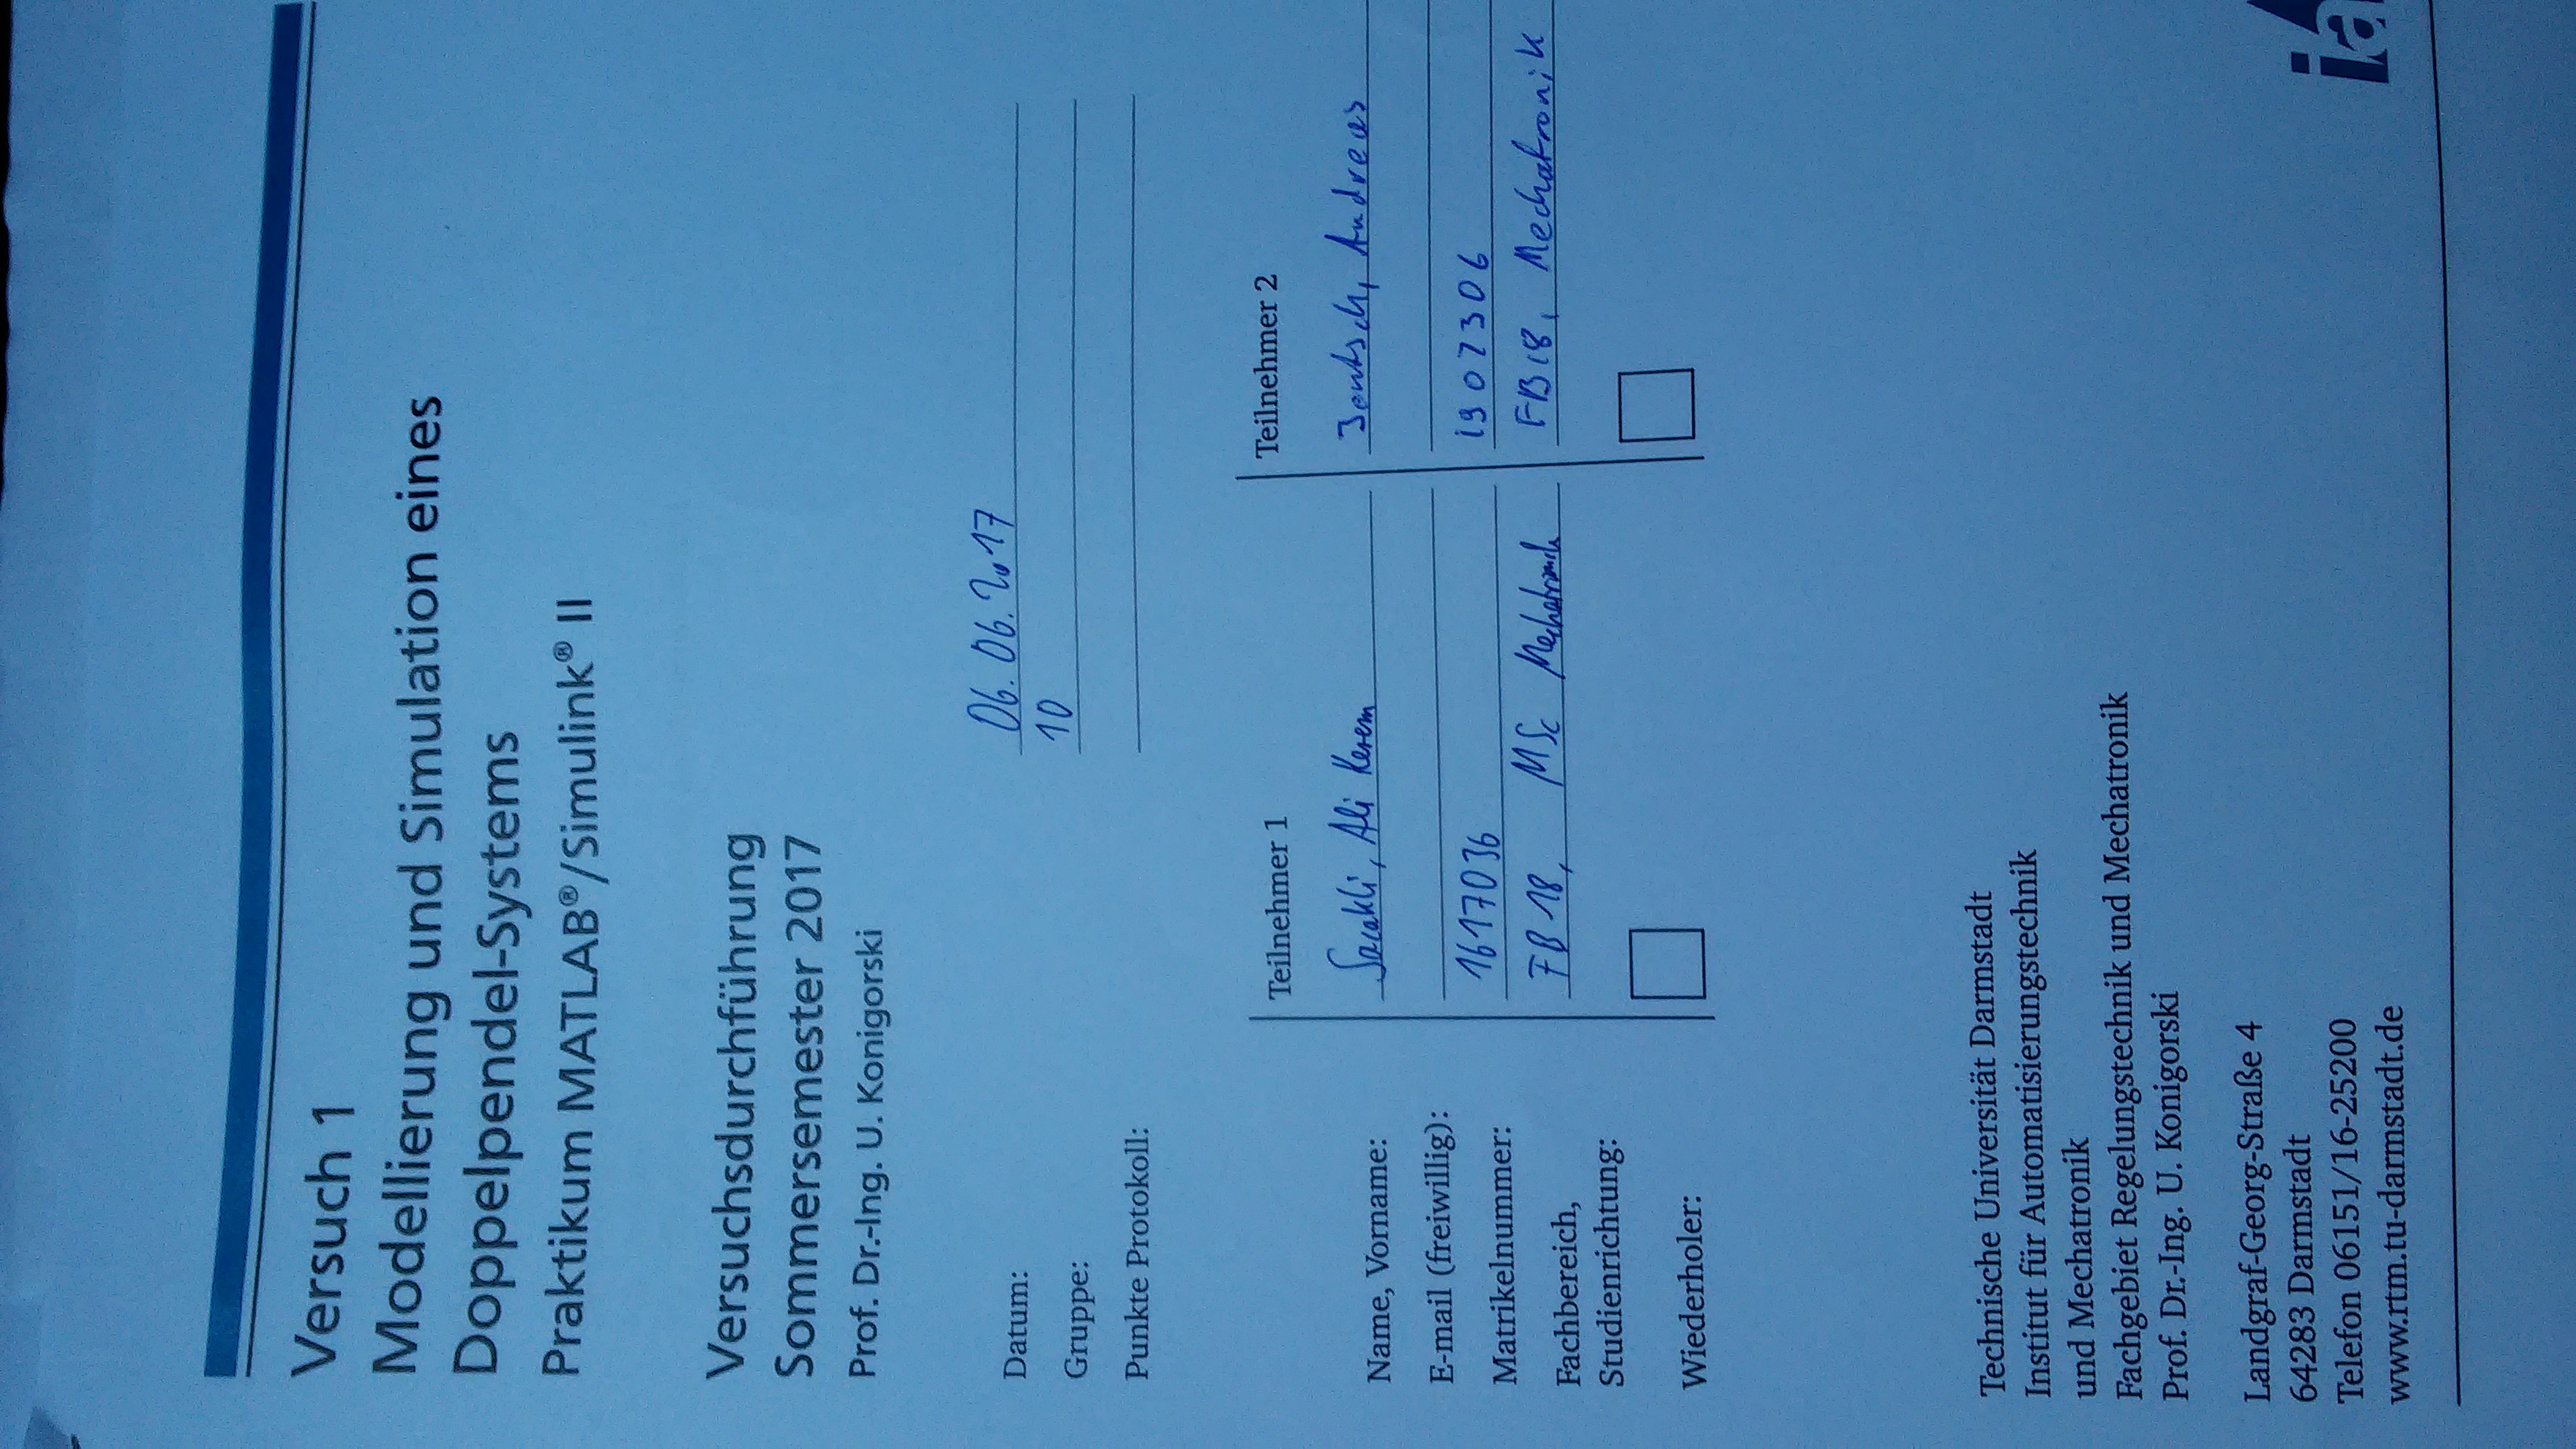 Versuch 1
Modellierung und Simulation eines
Doppelpendel-Systems
Praktikum MATLAB®/Simulink® II
Versuchsdurchführung
Sommersemester 2017
Prof. Dr.-Ing. U. Konigorski
Datum: 06.06.2017
Gruppe: 10
Punkte Protokoll:
Teilnehmer 1 Teilnehmer 2
Name, Vorname: Sacakli, Ali Kerem Andreas
E-mail (freiwillig):
Matrikelnummer: 1617036 1907306
Fachbereich, FB 18, MSc Mechatronik FB18, Mechatronik
Studienrichtung:
Wiederholer:
Technische Universität Darmstadt
Institut für Automatisierungstechnik
und Mechatronik
Fachgebiet Regelungstechnik und Mechatronik
Prof. Dr.-Ing. U. Konigorski
Landgraf-Georg-Straße 4
64283 Darmstadt
Telefon 06151/16-25200
www.rtm.tu-darmstadt.de